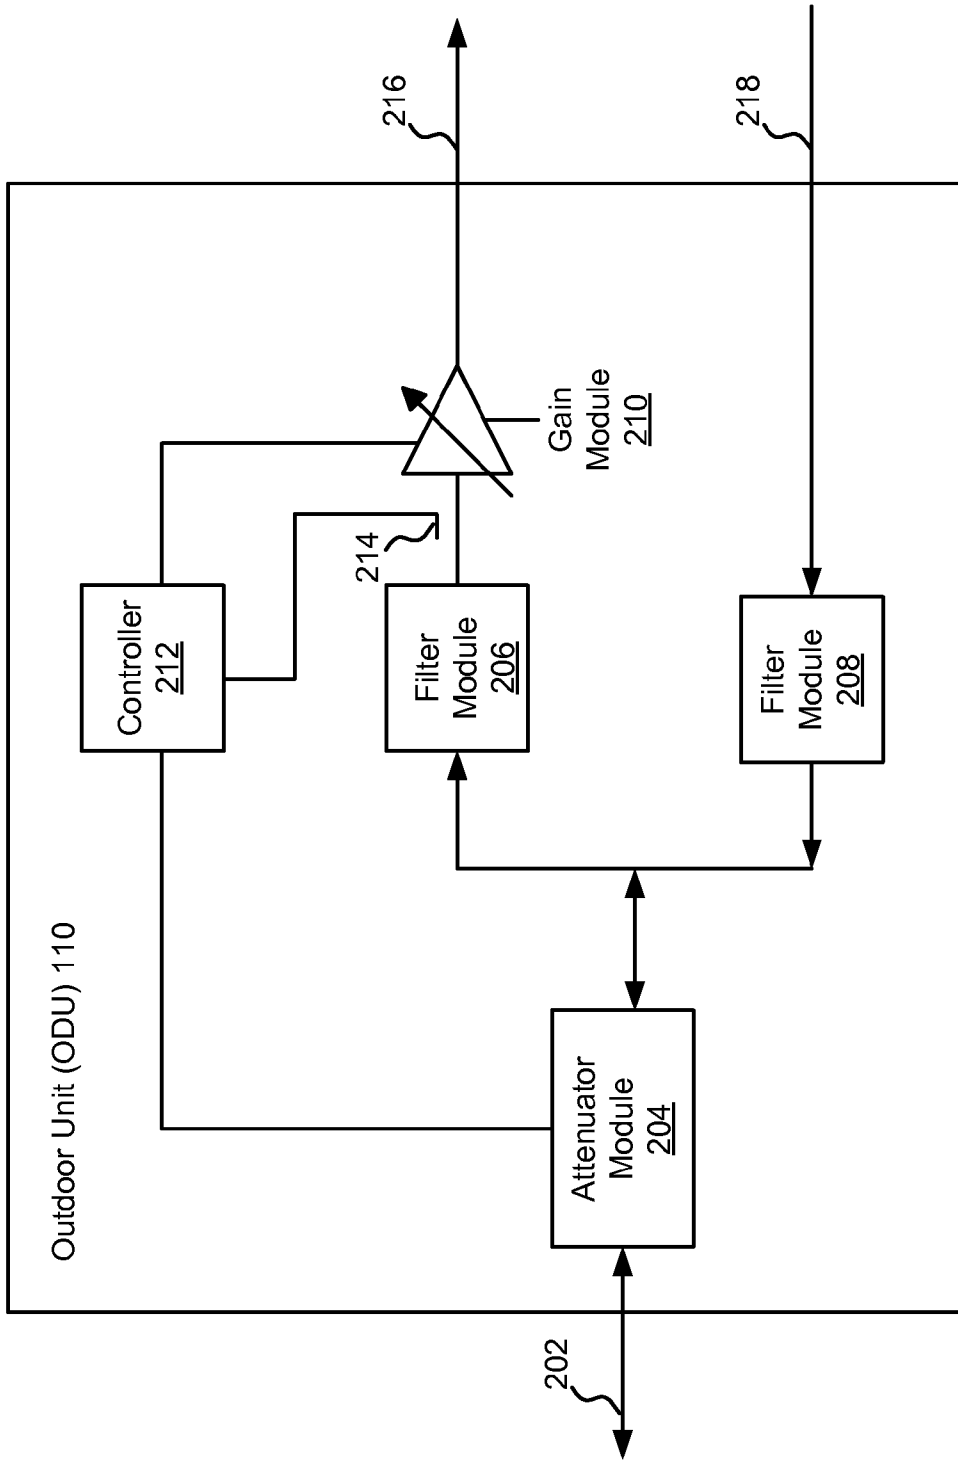 Outdoor Unit (ODU) 110
Controller
212
216
218
214
Filter
Module
206
Gain
Module
210
Filter
Module
208
Attenuator
Module
204
202